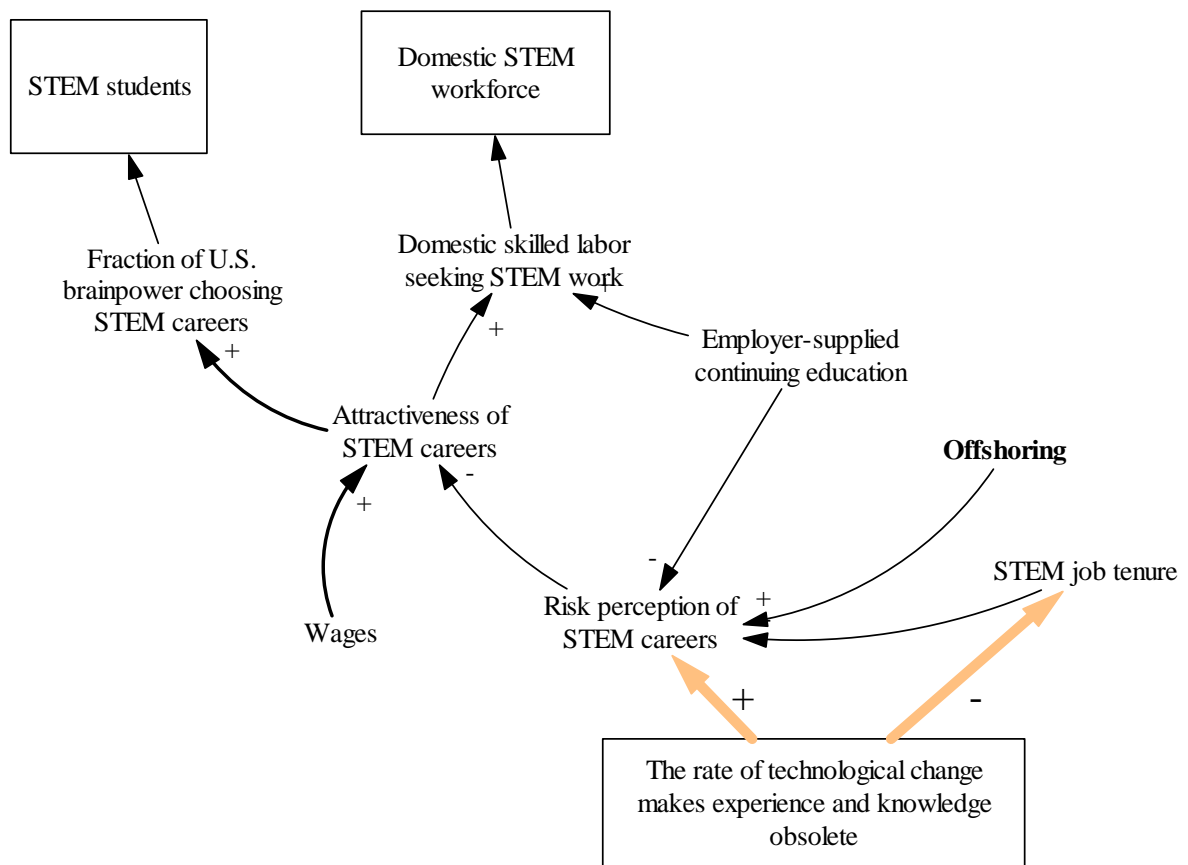 STEM students
Domestic STEM
workforce
Fraction of U.S.
brainpower choosing
STEM careers
+
Domestic skilled labor
seeking STEM work
+
+
Employer-supplied
continuing education
Attractiveness of
STEM careers
-
+
Offshoring
Wages
-
Risk perception of
STEM careers
+
STEM job tenure
+
-
The rate of technological change
makes experience and knowledge
obsolete